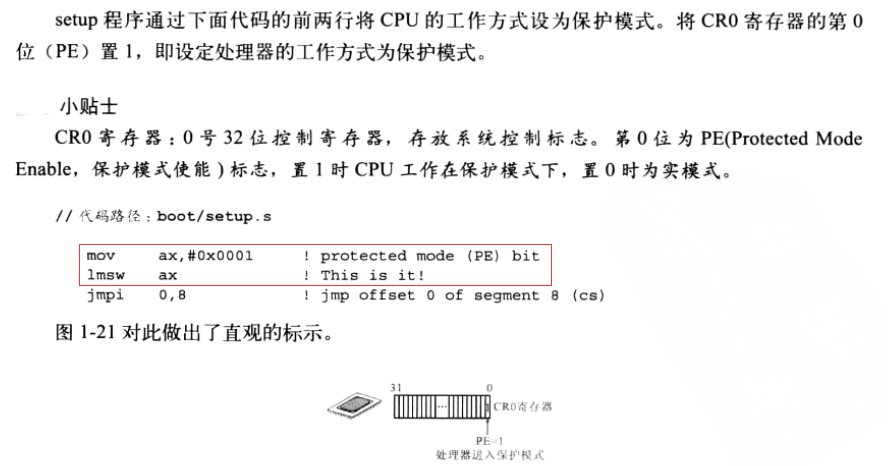 setup 程序通过下面代码的前两行将 CPU 的工作方式设为保护模式。将 CR0 寄存器的第 0
位（PE）置 1，即设定处理器的工作方式为保护模式。
小贴士
CR0 寄存器：0 号 32 位控制寄存器，存放系统控制标志。第 0 位为 PE(Protected Mode
Enable，保护模式使能 ) 标志，置 1 时 CPU 工作在保护模式下，置 0 时为实模式。
// 代码路径：boot/setup.s
mov ax,#0x0001 ! protected mode (PE) bit
lmsw ax ! This is it!
jmpi 0,8 ! jmp offset 0 of segment 8 (cs)
图 1-21 对此做出了直观的标示。
31 0
... 1 CR0寄存器
PE=1
处理器进入保护模式